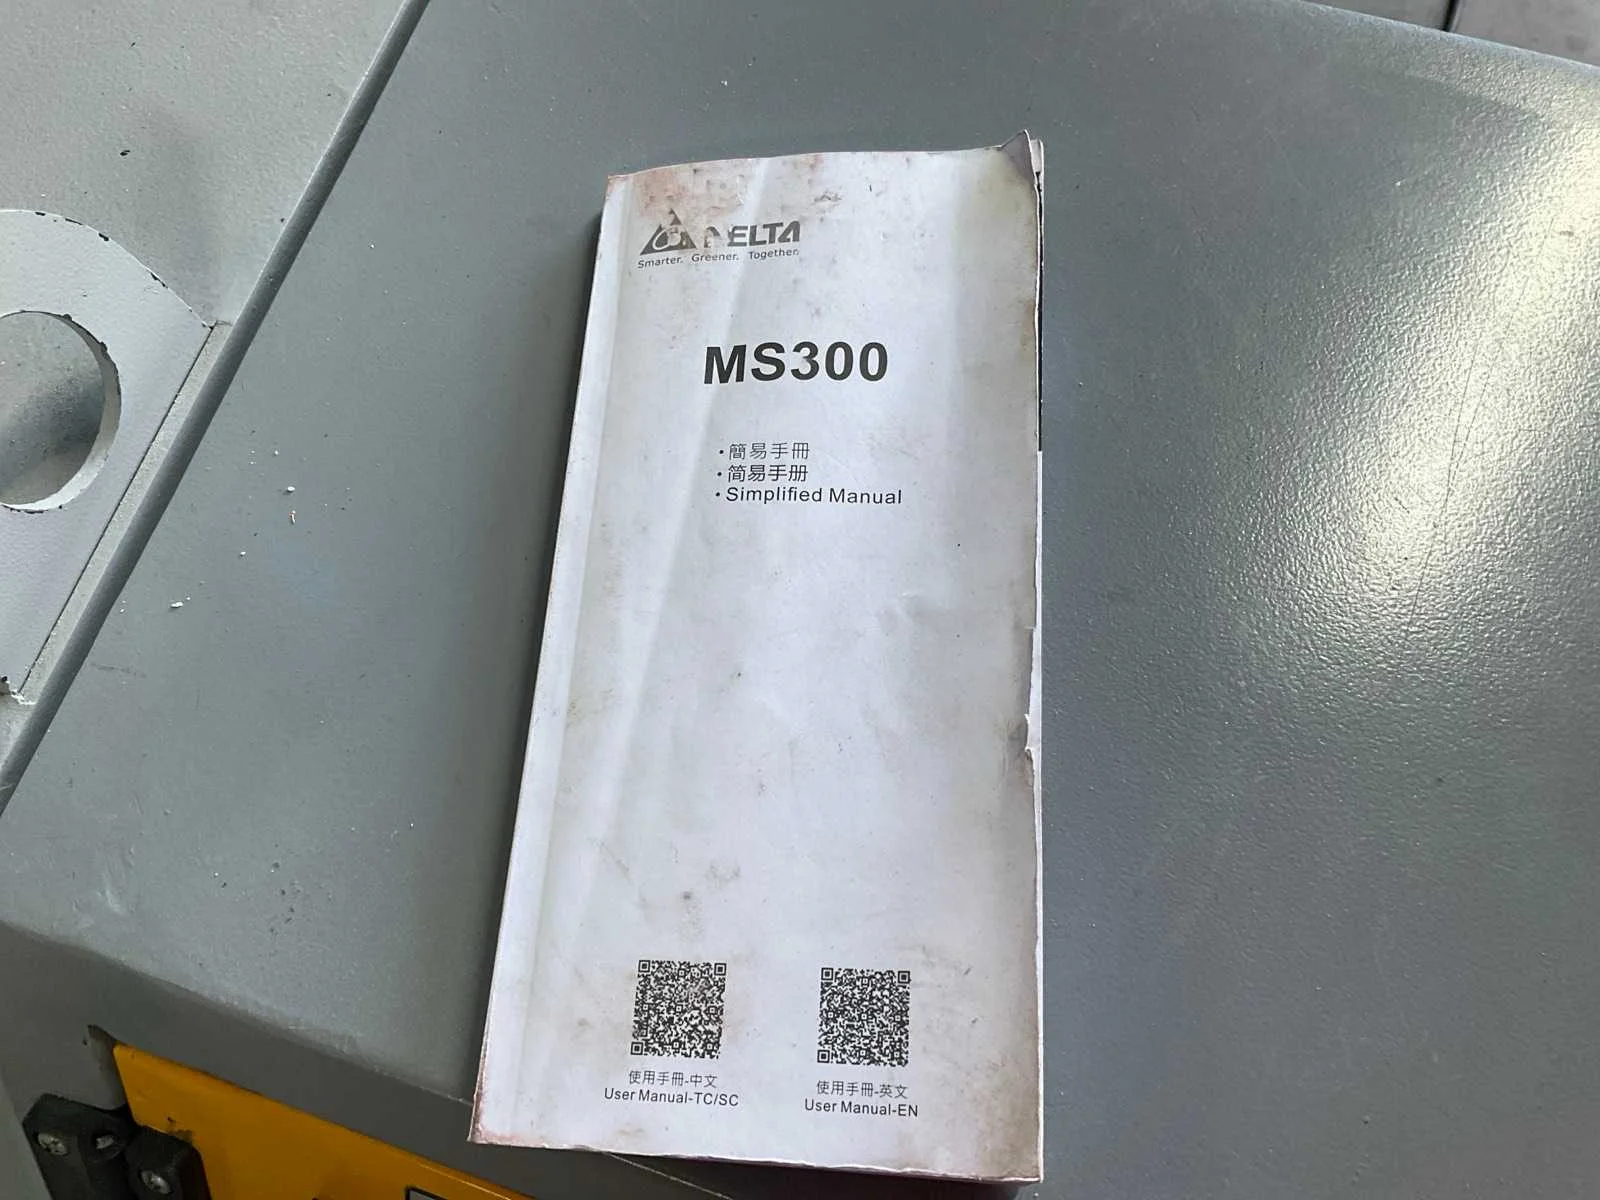 DELTA
Smarter. Greener. Together.
MS300
·簡易手冊
·简易手册
·Simplified Manual
使用手冊-中文
User Manual-TC/SC
使用手冊-英文
User Manual-EN